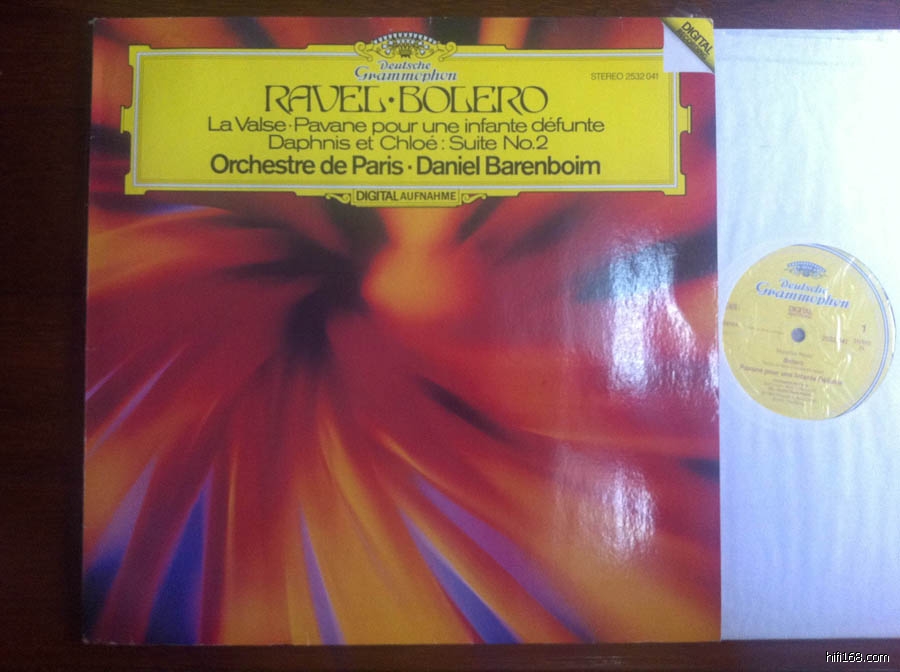 DIGITAL
Deutsche
Grammophon
STEREO 2532 041
RAVEL · BOLERO
La Valse · Pavane pour une infante défunte
Daphnis et Chloé : Suite No.2
Orchestre de Paris · Daniel Barenboim
DIGITAL AUFNAHME
Deutsche
Grammophon
DIGITAL
1
2532 041
Bolero
Pavane pour une infante défunte
hifi168.com